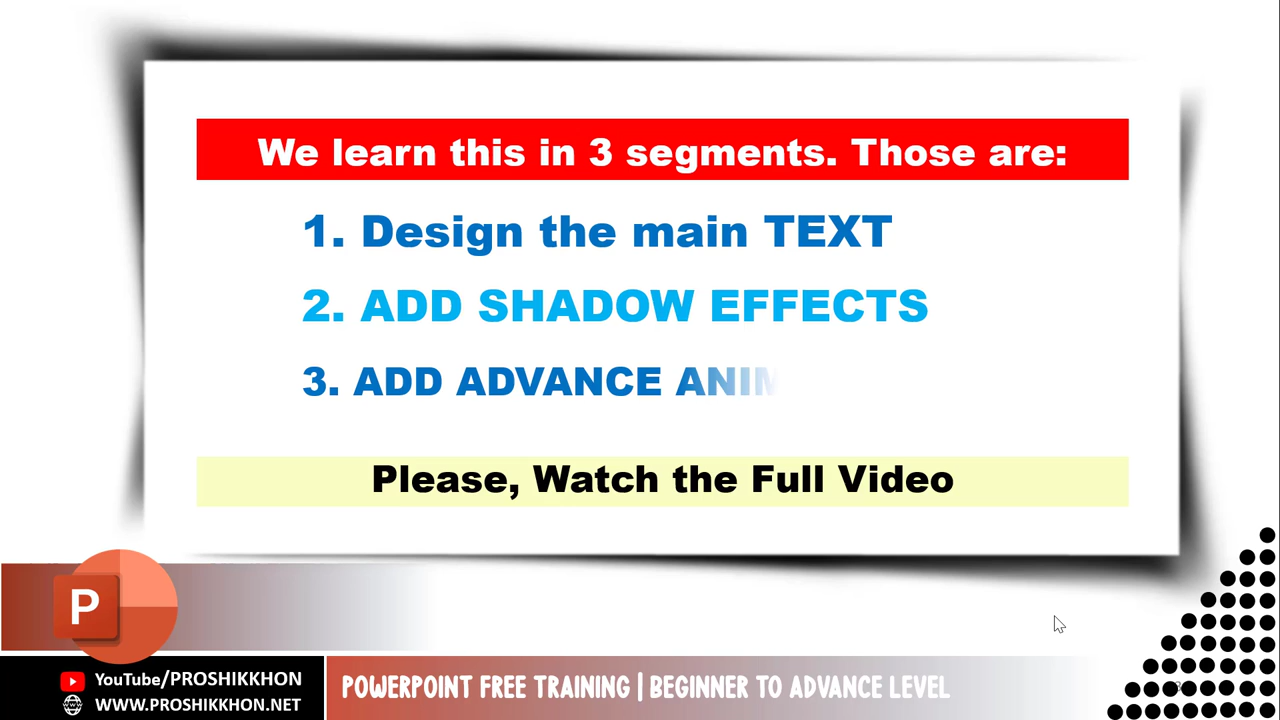 We learn this in 3 segments. Those are:
1. Design the main TEXT
2. ADD SHADOW EFFECTS
3. ADD ADVANCE ANIM
Please, Watch the Full Video
P
YouTube/PROSHIKKHON
WWW.PROSHIKKHON.NET
POWERPOINT FREE TRAINING | BEGINNER TO ADVANCE LEVEL